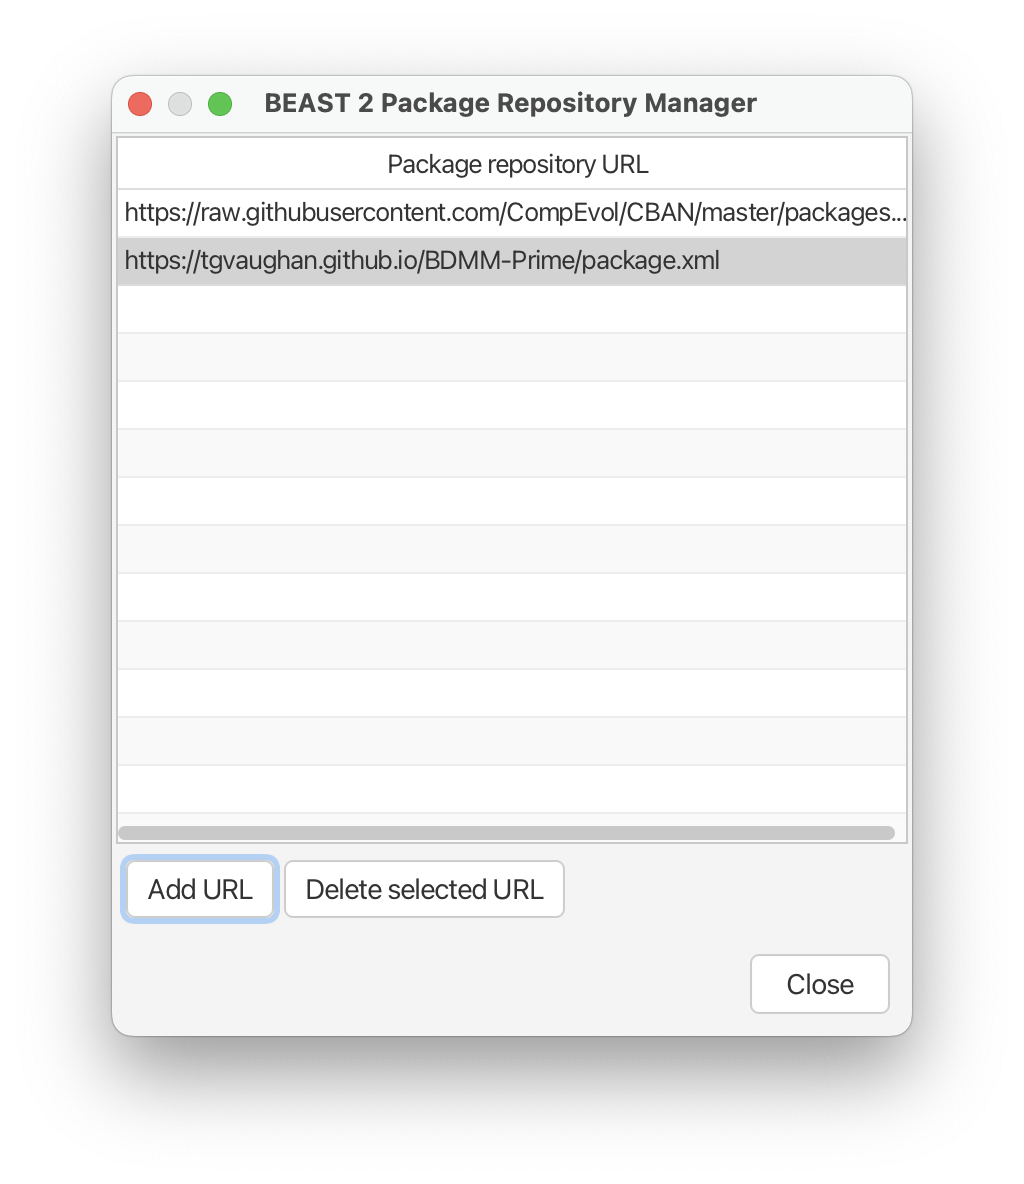 BEAST 2 Package Repository Manager
Package repository URL
https://raw.githubusercontent.com/CompEvol/CBAN/master/packages...
https://tgvaughan.github.io/BDMM-Prime/package.xml
Add URL
Delete selected URL
Close